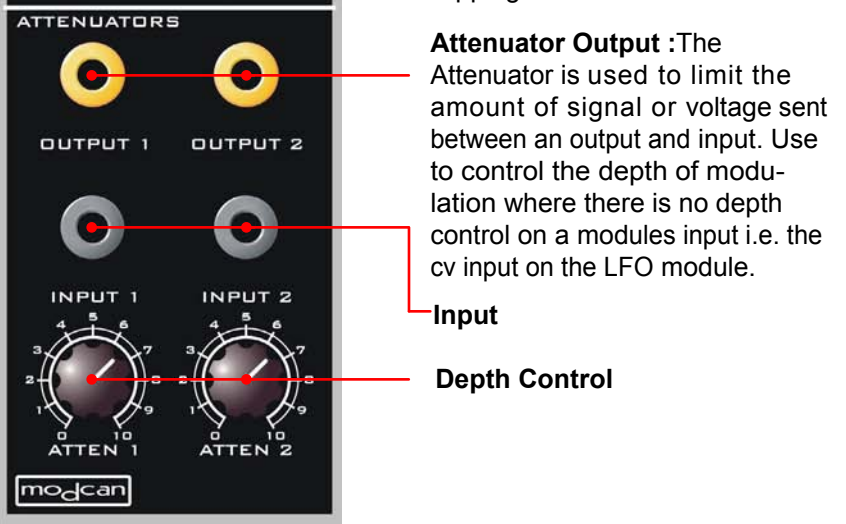 ATTENUATORS
OUTPUT 1 OUTPUT 2
INPUT 1 INPUT 2
0 1 2 3 4 5 6 7 8 9 10
0 1 2 3 4 5 6 7 8 9 10
ATTEN 1 ATTEN 2
modcan
Attenuator Output :The
Attenuator is used to limit the
amount of signal or voltage sent
between an output and input. Use
to control the depth of modu-
lation where there is no depth
control on a modules input i.e. the
cv input on the LFO module.
Input
Depth Control